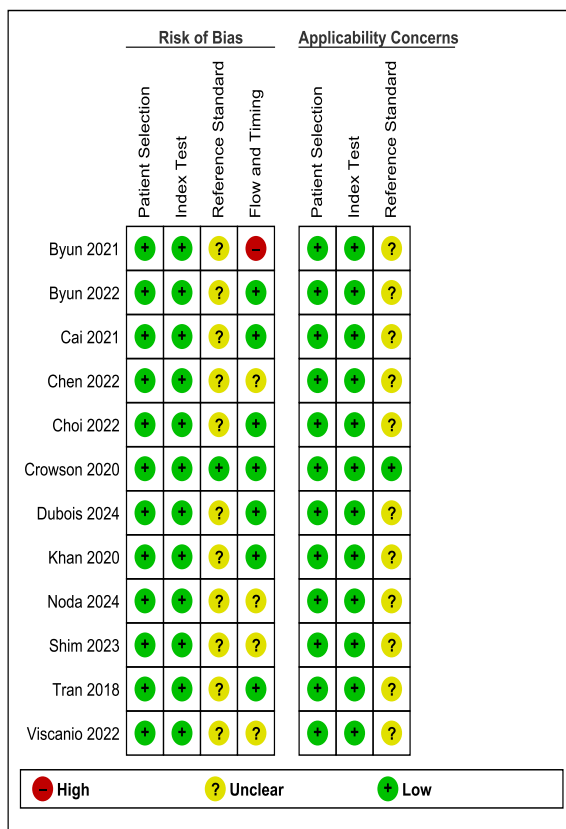 Risk of Bias Applicability Concerns
Patient Selection
Index Test
Reference Standard
Flow and Timing
Patient Selection
Index Test
Reference Standard
Byun 2021 + + ? – + + ?
Byun 2022 + + ? + + + ?
Cai 2021 + + ? + + + ?
Chen 2022 + + ? ? + + ?
Choi 2022 + + ? + + + ?
Crowson 2020 + + + + + + +
Dubois 2024 + + ? + + + ?
Khan 2020 + + ? + + + ?
Noda 2024 + + ? ? + + ?
Shim 2023 + + ? ? + + ?
Tran 2018 + + ? + + + ?
Viscanio 2022 + + ? ? + + ?
– High ? Unclear + Low